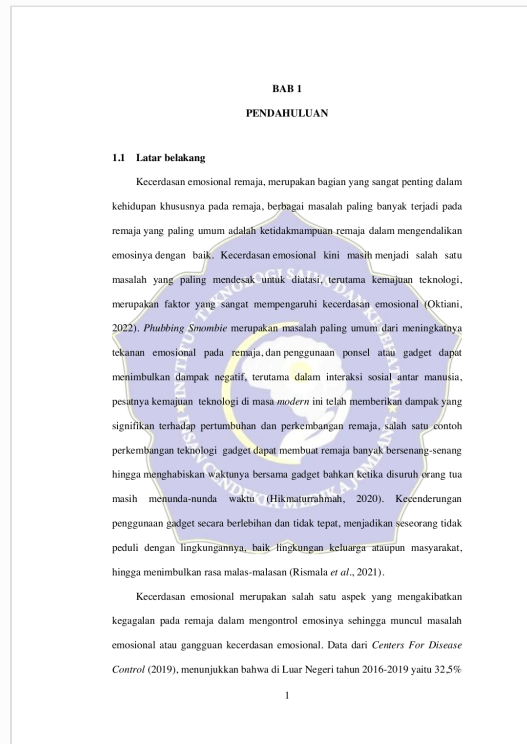 BAB 1
PENDAHULUAN
1.1 Latar belakang
Kecerdasan emosional remaja, merupakan bagian yang sangat penting dalam
kehidupan khususnya pada remaja, berbagai masalah paling banyak terjadi pada
remaja yang paling umum adalah ketidakmampuan remaja dalam mengendalikan
emosinya dengan baik. Kecerdasan emosional kini masih menjadi salah satu
masalah yang paling mendesak untuk diatasi, terutama kemajuan teknologi,
merupakan faktor yang sangat mempengaruhi kecerdasan emosional (Oktiani,
2022). Phubbing Smombie merupakan masalah paling umum dari meningkatnya
tekanan emosional pada remaja, dan penggunaan ponsel atau gadget dapat
menimbulkan dampak negatif, terutama dalam interaksi sosial antar manusia,
pesatnya kemajuan teknologi di masa modern ini telah memberikan dampak yang
signifikan terhadap pertumbuhan dan perkembangan remaja, salah satu contoh
perkembangan teknologi gadget dapat membuat remaja banyak bersenang-senang
hingga menghabiskan waktunya bersama gadget bahkan ketika disuruh orang tua
masih menunda-nunda waktu (Hikmaturrahmah, 2020). Kecenderungan
penggunaan gadget secara berlebihan dan tidak tepat, menjadikan seseorang tidak
peduli dengan lingkungannya, baik lingkungan keluarga ataupun masyarakat,
hingga menimbulkan rasa malas-malasan (Rismala et al., 2021).
Kecerdasan emosional merupakan salah satu aspek yang mengakibatkan
kegagalan pada remaja dalam mengontrol emosinya sehingga muncul masalah
emosional atau gangguan kecerdasan emosional. Data dari Centers For Disease
Control (2019), menunjukkan bahwa di Luar Negeri tahun 2016-2019 yaitu 32,5%
1
INSTITUT TEKNOLOGI SAINS DAN KESEHATAN
INSAN CENDEKIA MEDIKA JOMBANG